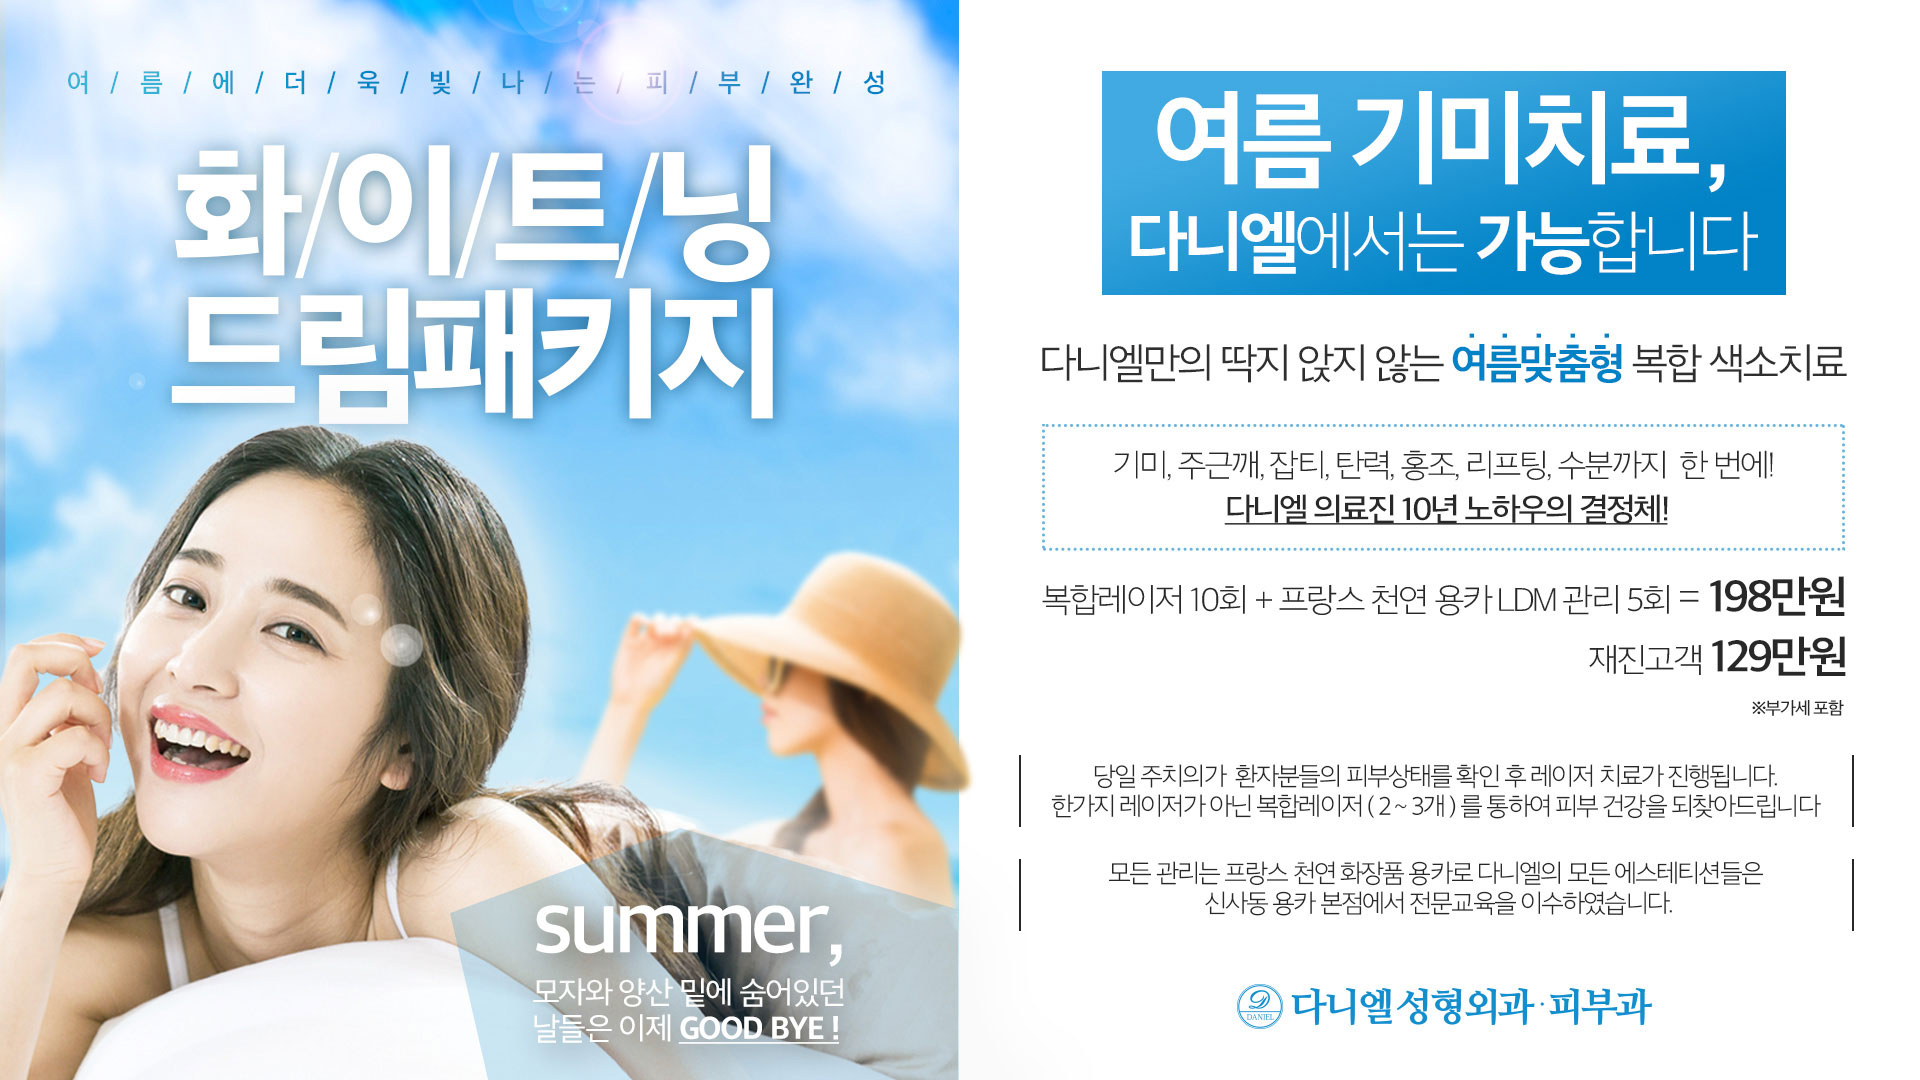 여/름/에/더/욱/빛/나/는/피/부/완/성
화/이/트/닝
드림패키지
summer,
모자와 양산 밑에 숨어있던
날들은 이제 GOOD BYE !
여름 기미치료,
다니엘에서는 가능합니다
다니엘만의 딱지 앉지 않는 여름맞춤형 복합 색소치료
기미, 주근깨, 잡티, 탄력, 홍조, 리프팅, 수분까지 한 번에!
다니엘 의료진 10년 노하우의 결정체!
복합레이저 10회 + 프랑스 천연 용카 LDM 관리 5회 = 198만원
재진고객 129만원
※부가세 포함
당일 주치의가 환자분들의 피부상태를 확인 후 레이저 치료가 진행됩니다.
한가지 레이저가 아닌 복합레이저 ( 2 ~ 3개 ) 를 통하여 피부 건강을 되찾아드립니다
모든 관리는 프랑스 천연 화장품 용카로 다니엘의 모든 에스테티션들은
신사동 용카 본점에서 전문교육을 이수하였습니다.
DANIEL 다니엘성형외과·피부과